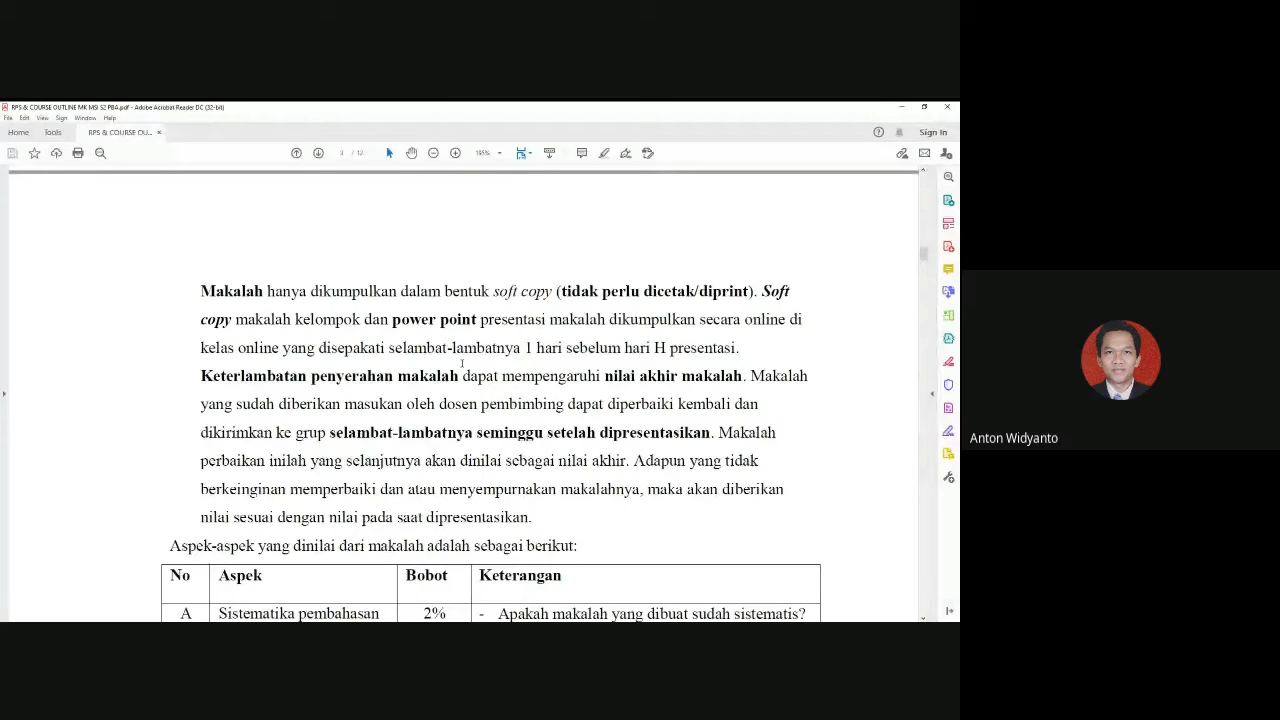 RPS & COURSE OUTLINE MK MSI S2 PBA.pdf - Adobe Acrobat Reader DC (32-bit)
File Edit View Sign Window Help
Home Tools RPS & COURSE OU... × Sign In
3 / 12 195%
Makalah hanya dikumpulkan dalam bentuk soft copy (tidak perlu dicetak/diprint). Soft
copy makalah kelompok dan power point presentasi makalah dikumpulkan secara online di
kelas online yang disepakati selambat-lambatnya 1 hari sebelum hari H presentasi.
Keterlambatan penyerahan makalah dapat mempengaruhi nilai akhir makalah. Makalah
yang sudah diberikan masukan oleh dosen pembimbing dapat diperbaiki kembali dan
dikirimkan ke grup selambat-lambatnya seminggu setelah dipresentasikan. Makalah
perbaikan inilah yang selanjutnya akan dinilai sebagai nilai akhir. Adapun yang tidak
berkeinginan memperbaiki dan atau menyempurnakan makalahnya, maka akan diberikan
nilai sesuai dengan nilai pada saat dipresentasikan.
Aspek-aspek yang dinilai dari makalah adalah sebagai berikut:
No Aspek Bobot Keterangan
A Sistematika pembahasan 2% - Apakah makalah yang dibuat sudah sistematis?
Anton Widyanto